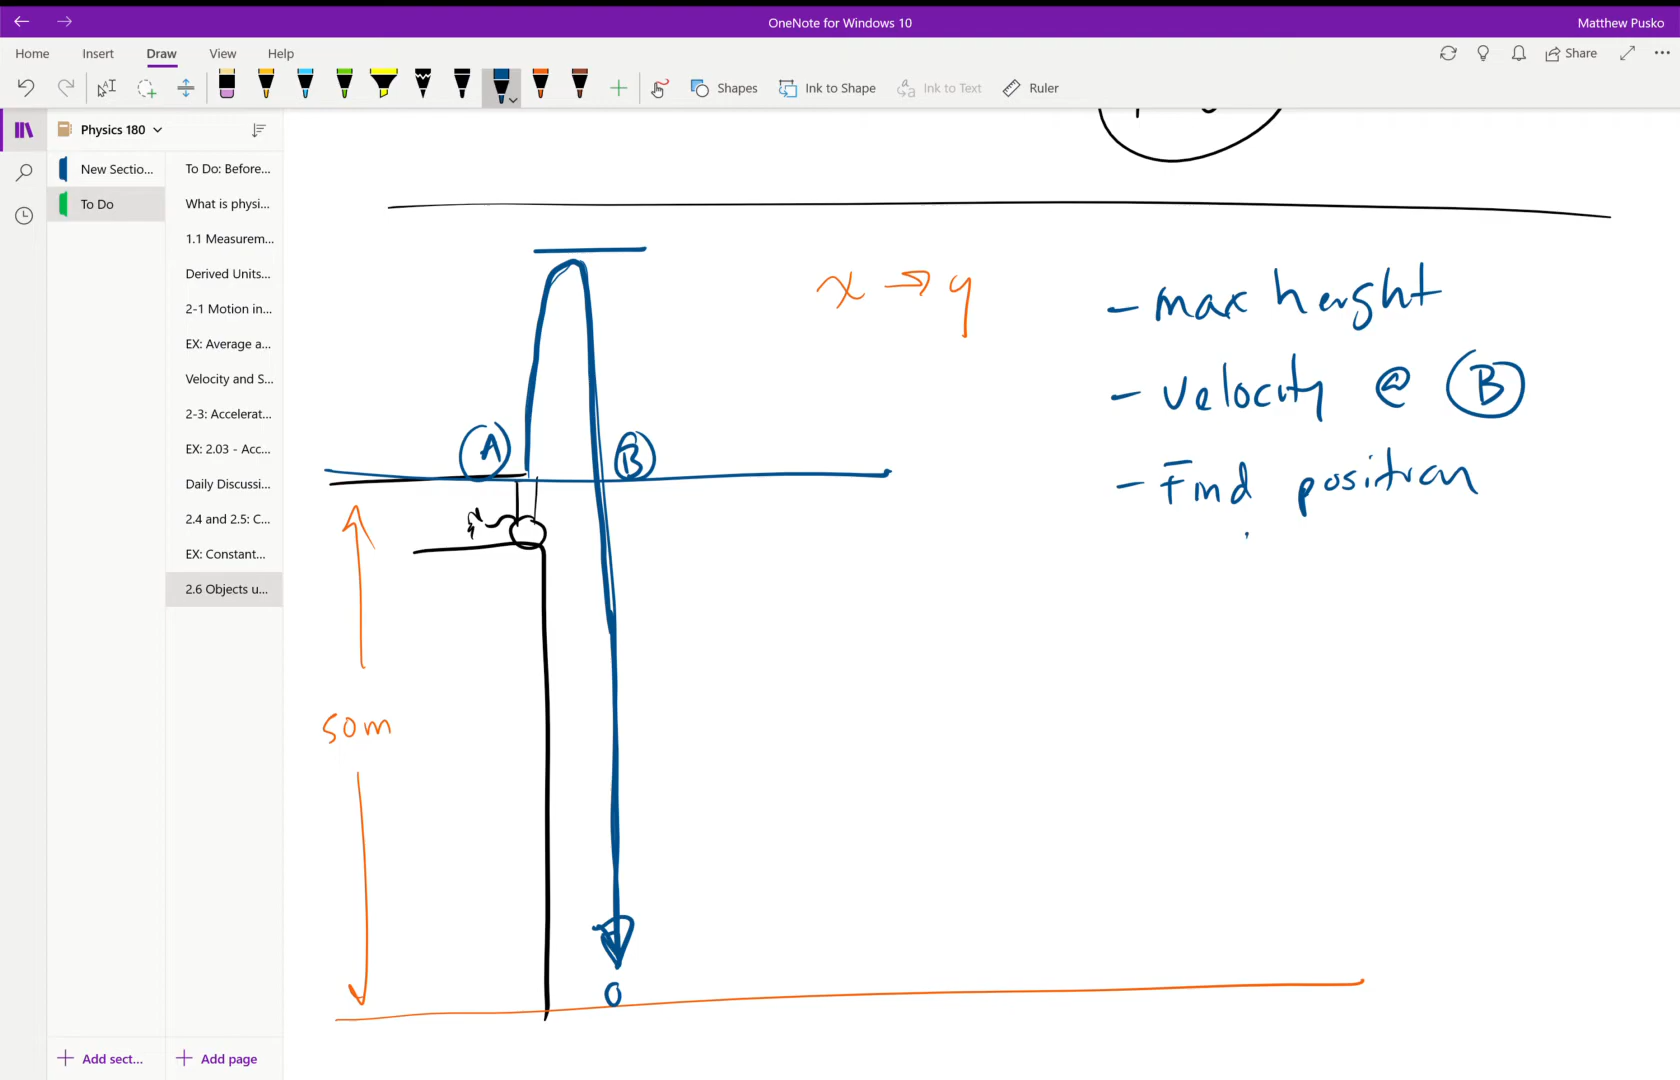 OneNote for Windows 10
Matthew Pusko
Home Insert Draw View Help
Share
Shapes Ink to Shape Ink to Text Ruler
Physics 180
New Sectio...
To Do
To Do: Before...
What is physi...
1.1 Measurem...
Derived Units...
2-1 Motion in...
EX: Average a...
Velocity and S...
2-3: Accelerat...
EX: 2.03 - Acc...
Daily Discussi...
2.4 and 2.5: C...
EX: Constant...
2.6 Objects u...
Add sect...
Add page
x → y
- max height
- velocity @ B
- Find position
A
B
50m